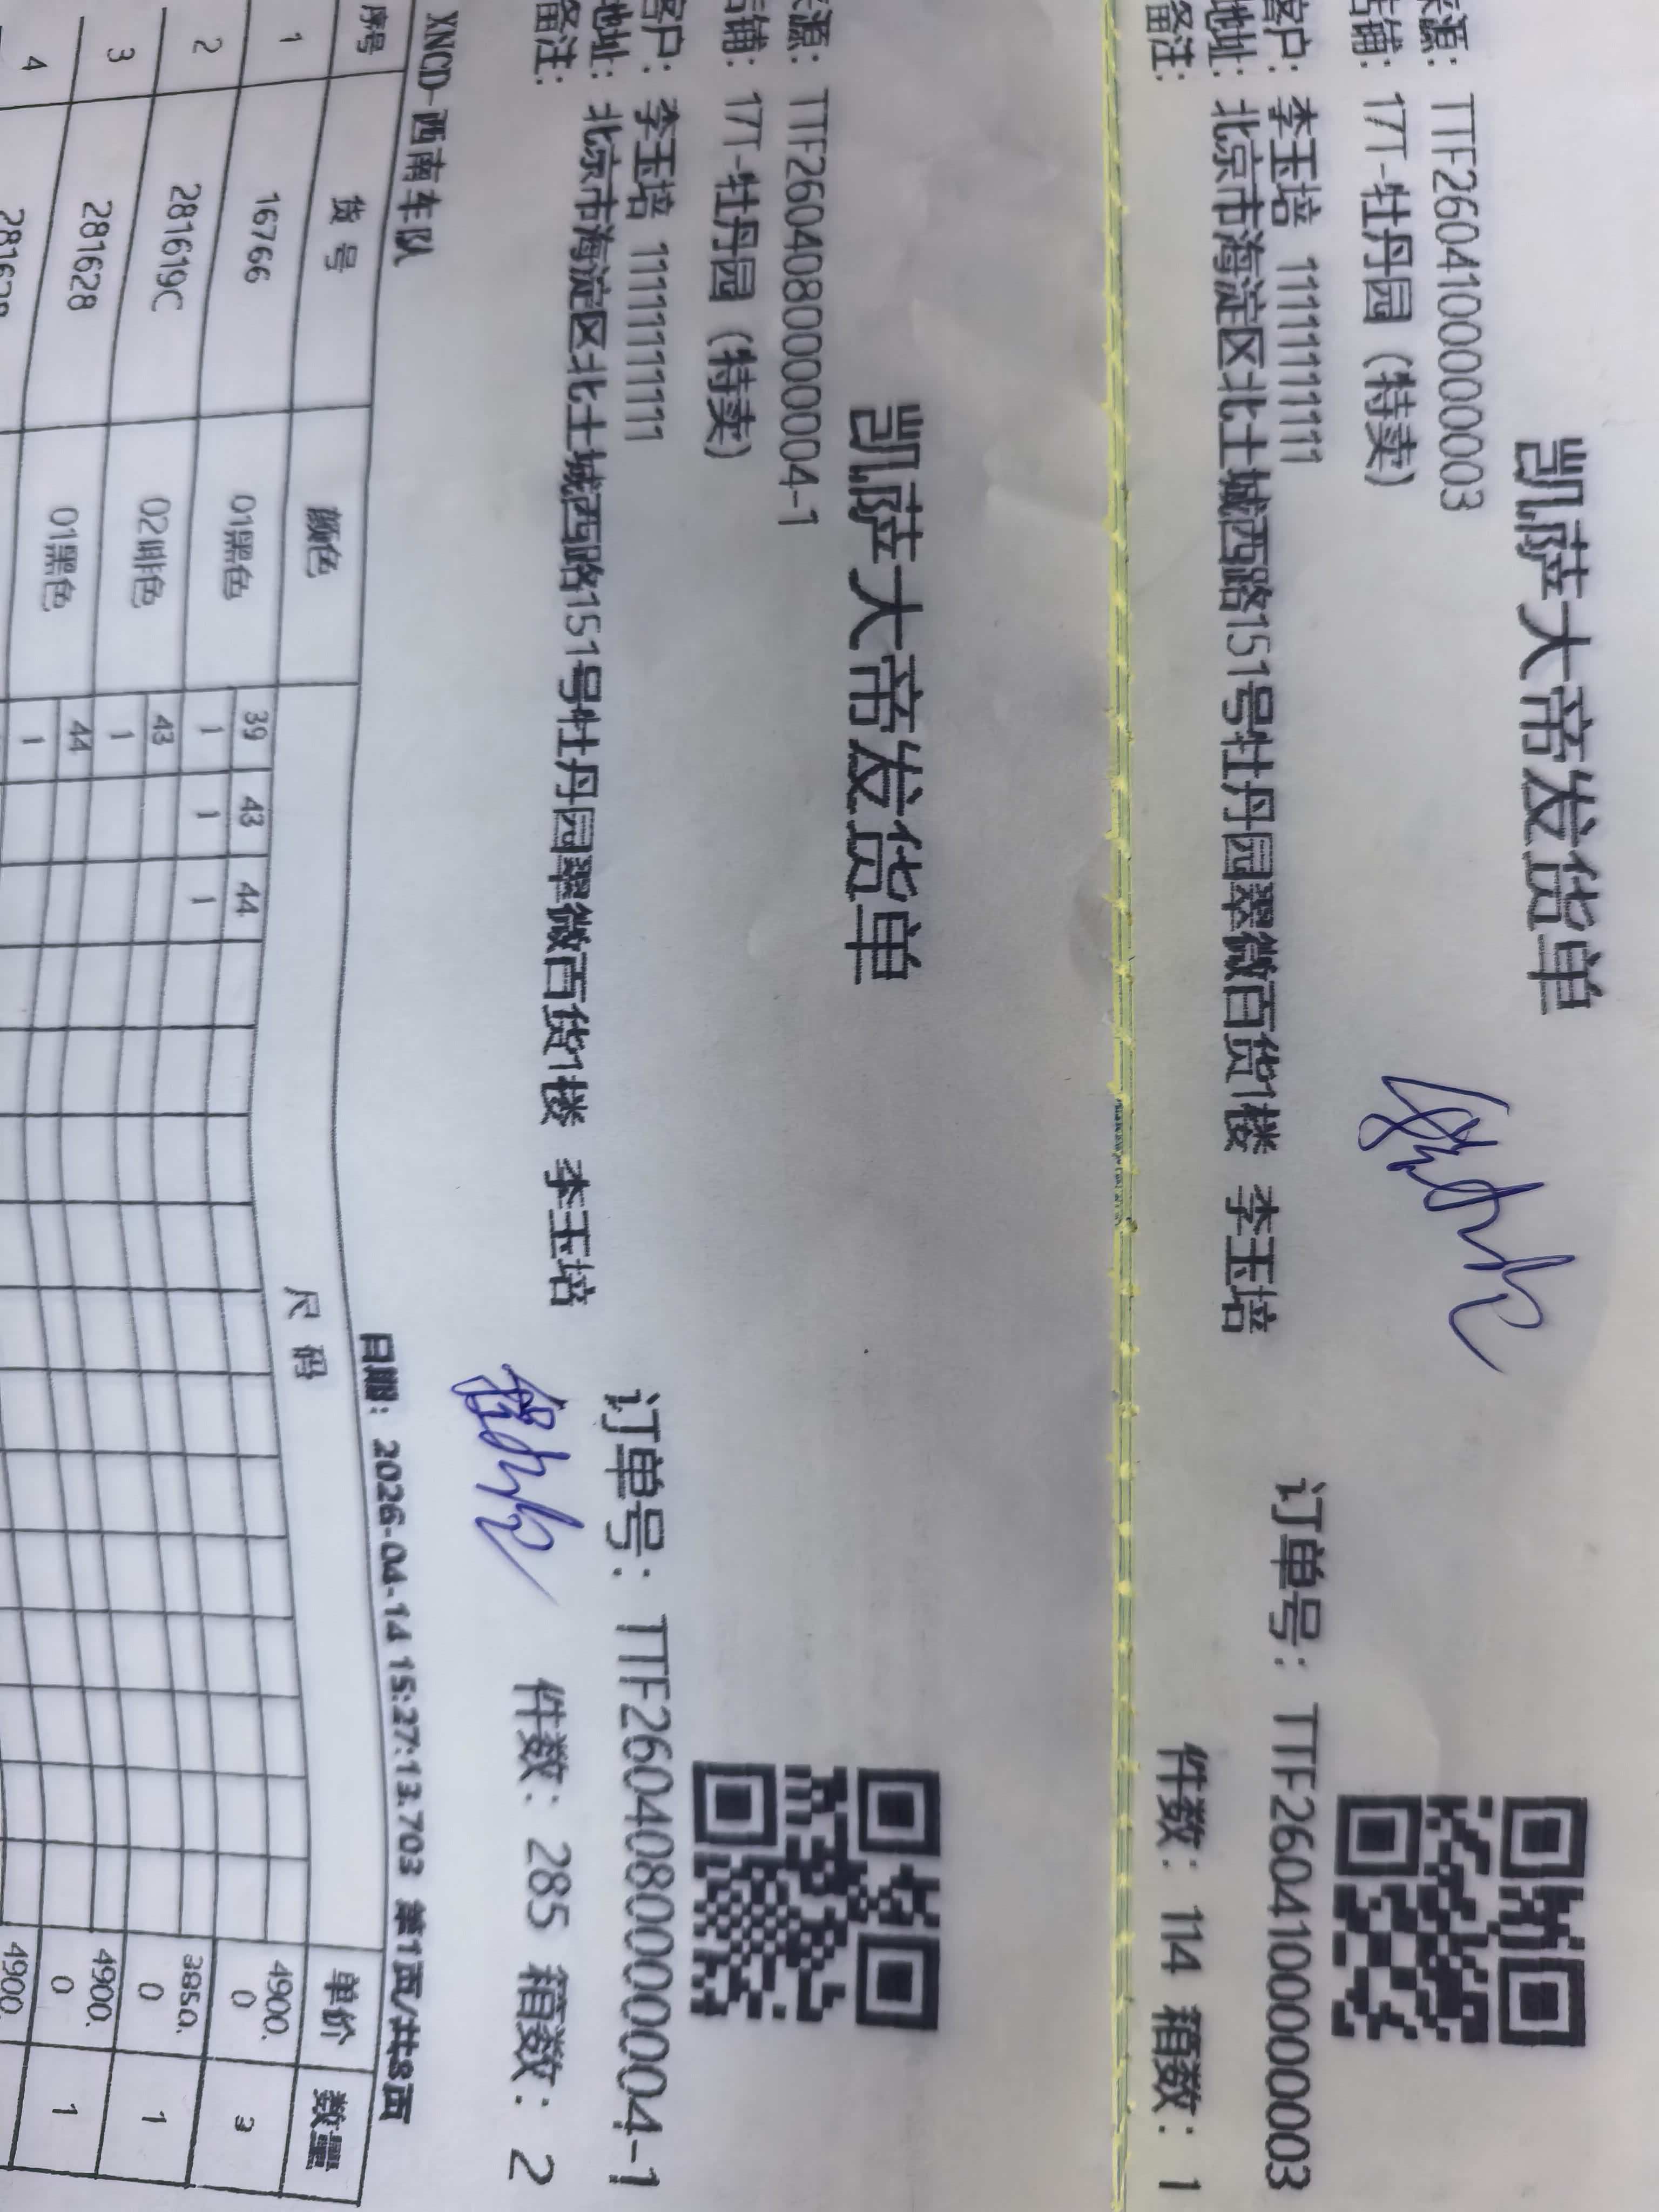 凯萨大帝发货单
来源: TTF2604100000003
店铺: 17T-牡丹园 (特卖)
客户: 李玉培 11111111111
订单号: TTF2604100000003
地址: 北京市海淀区北土城西路151号牡丹园翠微百货1楼 李玉培
备注:
件数: 114 箱数: 1
凯萨大帝发货单
来源: TTF2604080000004-1
店铺: 17T-牡丹园 (特卖)
客户: 李玉培 11111111111
订单号: TTF2604080000004-1
地址: 北京市海淀区北土城西路151号牡丹园翠微百货1楼 李玉培
备注:
件数: 285 箱数: 2
XNCD-西南车队
日期: 2026-04-14 15:27:13.703 第1页/共8页
序号 货号 颜色 尺码 单价 数量
1 16766 01黑色 39 43 44 4900.0 3
1 1 1
2 281619C 02啡色 43 3850.0 1
1
3 281628 01黑色 44 4900.0 1
1
4 4900.